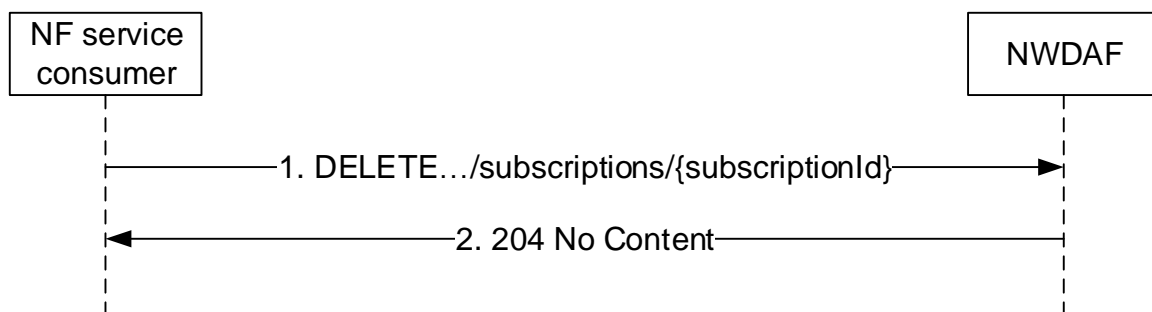 NF service
consumer
NWDAF
1. DELETE…/subscriptions/{subscriptionId}
2. 204 No Content